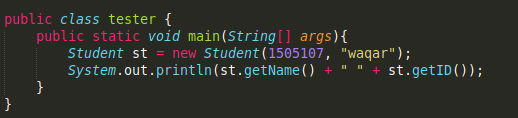 public class tester {
    public static void main(String[] args){
        Student st = new Student(1505107, "waqar");
        System.out.println(st.getName() + " " + st.getID());
    }
}